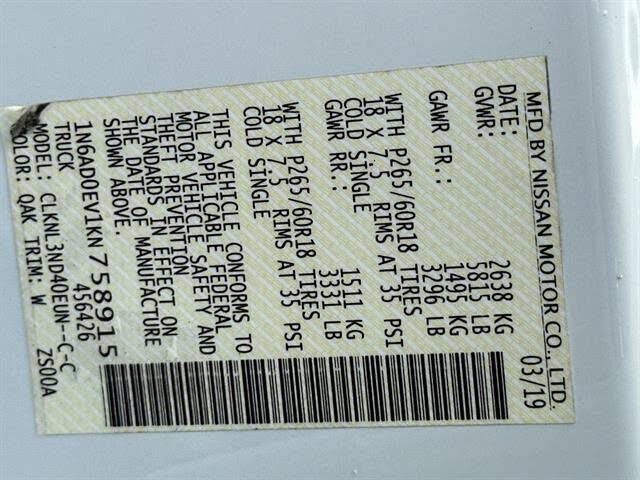 MFD BY NISSAN MOTOR CO., LTD.
DATE: 03/19
GVWR: 2638 KG
5815 LB
GAWR FR.: 1495 KG
3296 LB
WITH P265/60R18 TIRES
18 X 7.5 RIMS AT 35 PSI
COLD SINGLE
GAWR RR.: 1511 KG
3331 LB
WITH P265/60R18 TIRES
18 X 7.5 RIMS AT 35 PSI
COLD SINGLE
THIS VEHICLE CONFORMS TO
ALL APPLICABLE FEDERAL
MOTOR VEHICLE SAFETY AND
THEFT PREVENTION
STANDARDS IN EFFECT ON
THE DATE OF MANUFACTURE
SHOWN ABOVE.
1N6AD0EV1KN758915
TRUCK 456426
MODEL: CLKNL3ND40EUN--C-C
COLOR: QAK TRIM: W 2S00A